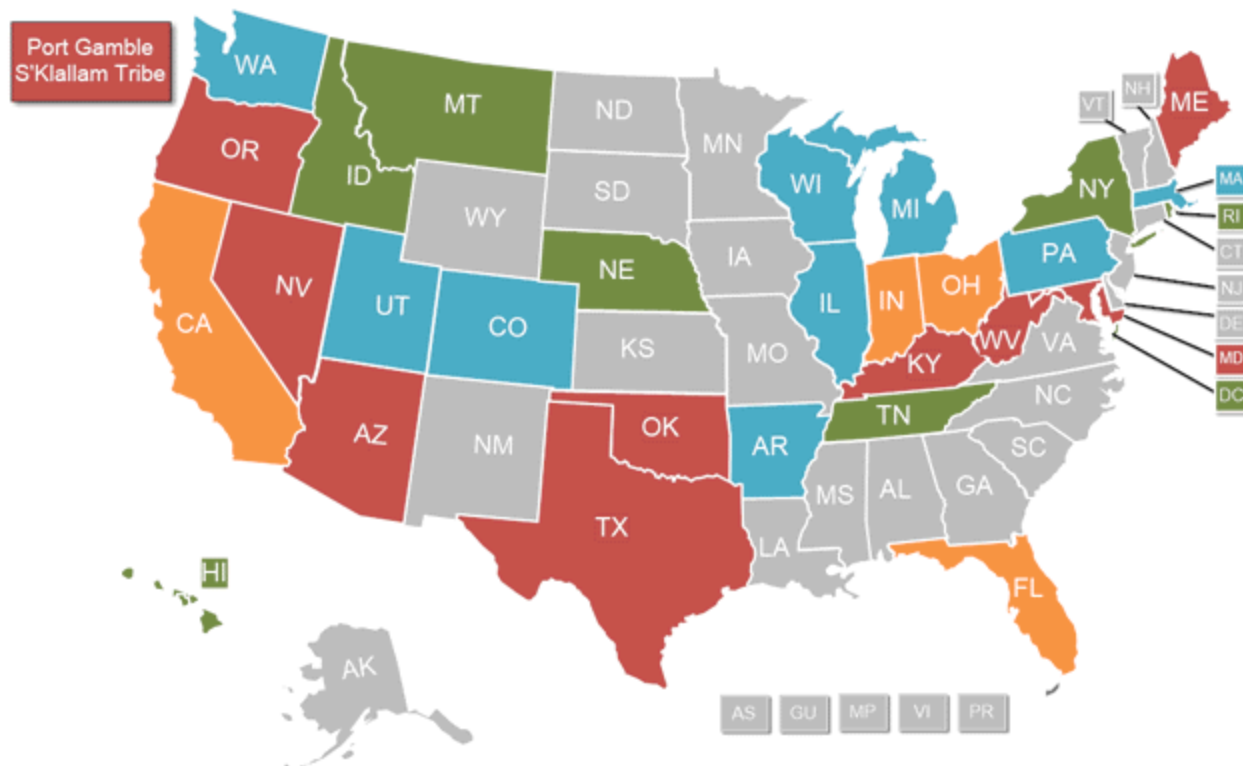 Port Gamble
S'Klallam Tribe
WA
MT
ND
MN
VT
NH
ME
OR
ID
SD
WI
MI
NY
MA
RI
WY
IA
PA
CT
NE
NV
UT
CO
IL
IN
OH
NJ
DE
CA
KS
MO
WV
VA
MD
KY
DC
AZ
NM
OK
AR
TN
NC
SC
MS
AL
GA
TX
LA
HI
FL
AK
AS
GU
MP
VI
PR